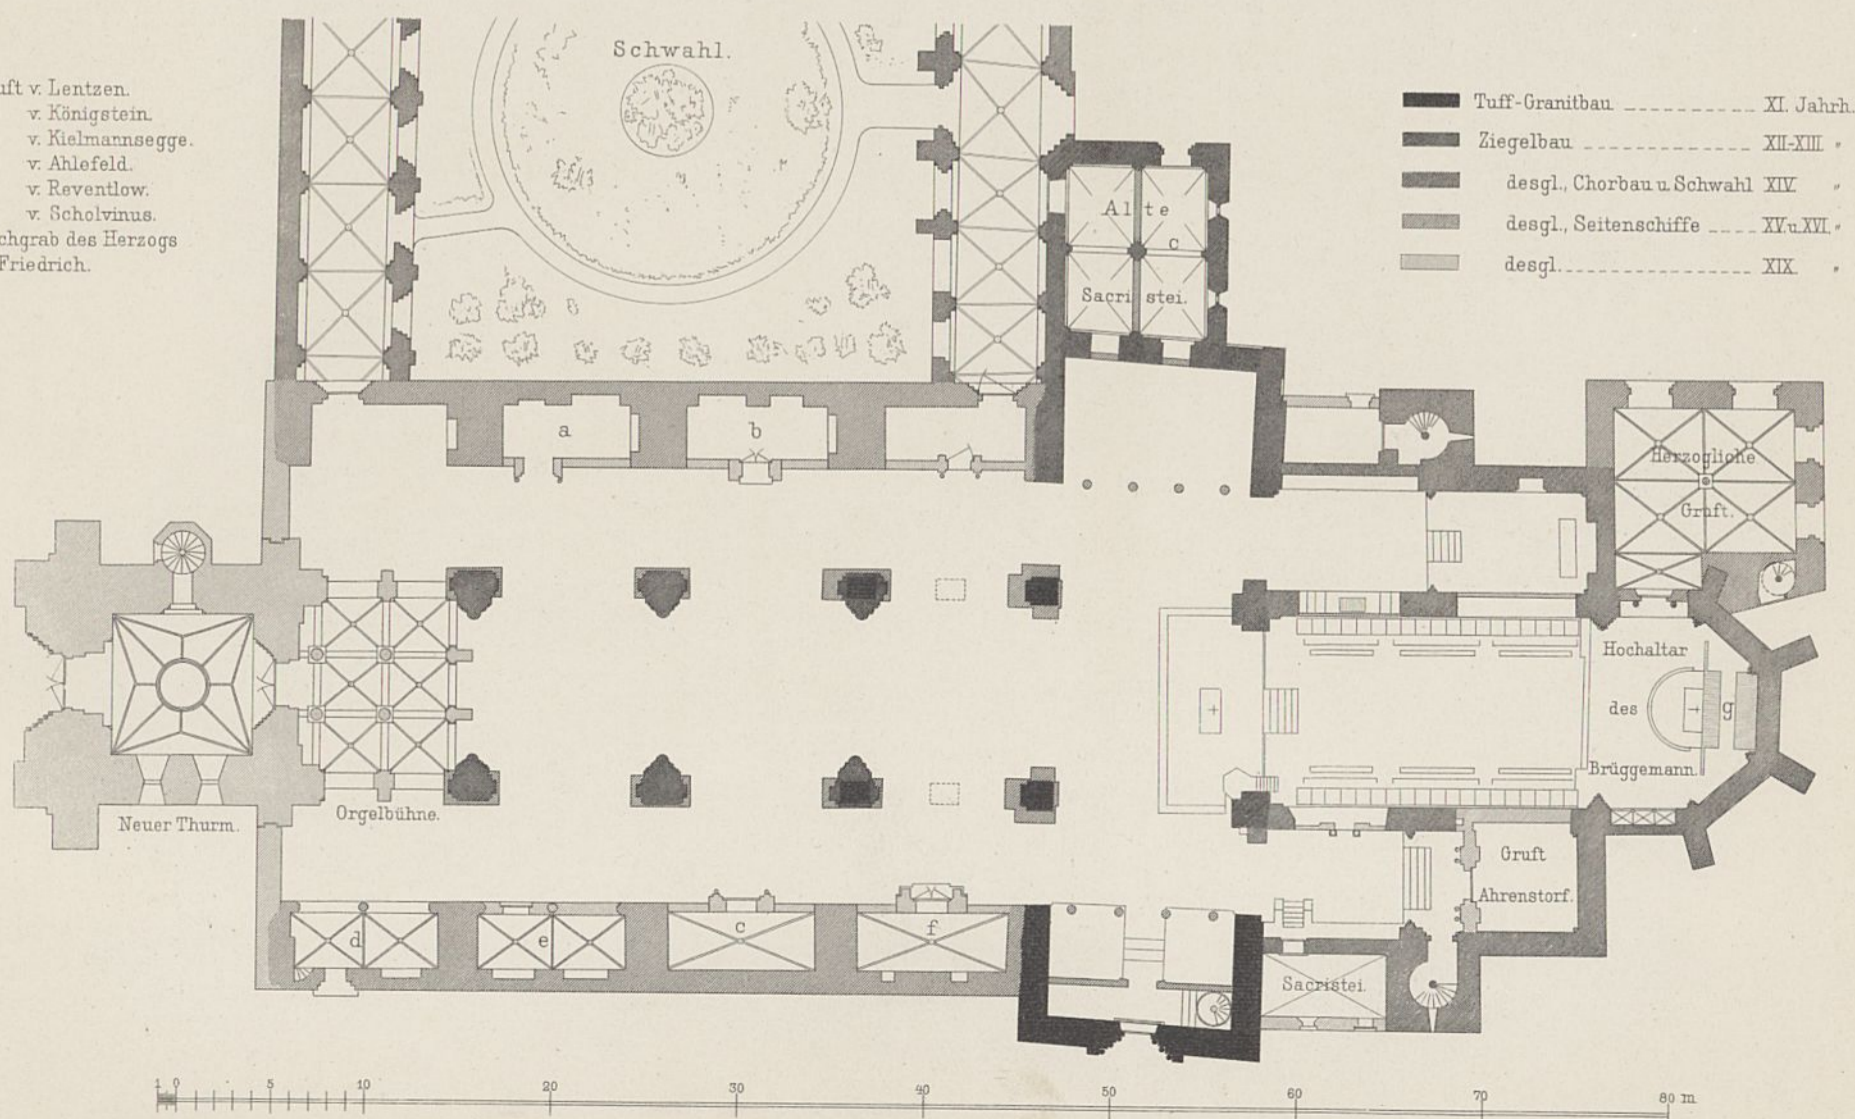 v. Lentzen.
v. Königstein.
v. Kielmannsegge.
v. Ahlefeld.
v. Reventlow.
v. Scholvinus.
des Herzogs
Friedrich.
Schwahl.
Tuff-Granitbau XI. Jahrh.
Ziegelbau XII-XIII. "
desgl., Chorbau u. Schwahl XIV. "
desgl., Seitenschiffe XV. u. XVI. "
desgl. XIX. "
Alte
c
Sacristei.
a
b
Herzogliche
Gruft.
Hochaltar
des
g
Brüggemann.
Neuer Thurm.
Orgelbühne.
Gruft
Ahrenstorf.
d
e
c
f
Sacristei.
1 0 5 10 20 30 40 50 60 70 80 m